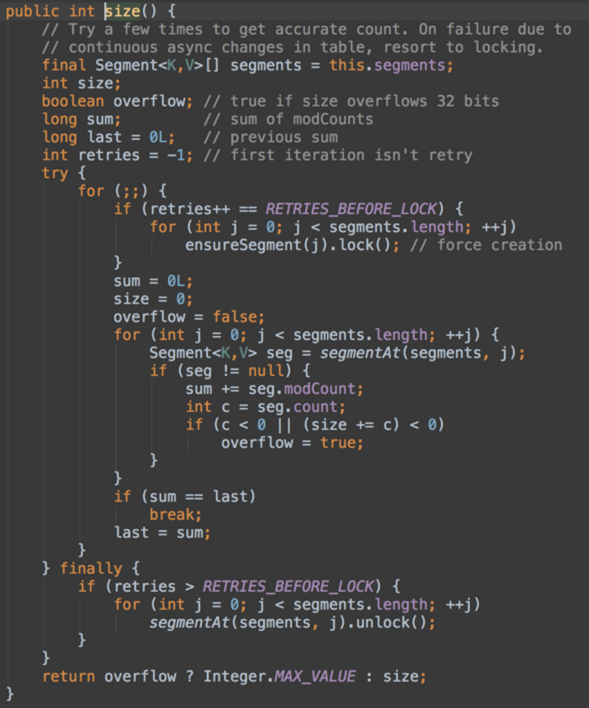 public int size() {
    // Try a few times to get accurate count. On failure due to
    // continuous async changes in table, resort to locking.
    final Segment<K,V>[] segments = this.segments;
    int size;
    boolean overflow; // true if size overflows 32 bits
    long sum;         // sum of modCounts
    long last = 0L;   // previous sum
    int retries = -1; // first iteration isn't retry
    try {
        for (;;) {
            if (retries++ == RETRIES_BEFORE_LOCK) {
                for (int j = 0; j < segments.length; ++j)
                    ensureSegment(j).lock(); // force creation
            }
            sum = 0L;
            size = 0;
            overflow = false;
            for (int j = 0; j < segments.length; ++j) {
                Segment<K,V> seg = segmentAt(segments, j);
                if (seg != null) {
                    sum += seg.modCount;
                    int c = seg.count;
                    if (c < 0 || (size += c) < 0)
                        overflow = true;
                }
            }
            if (sum == last)
                break;
            last = sum;
        }
    } finally {
        if (retries > RETRIES_BEFORE_LOCK) {
            for (int j = 0; j < segments.length; ++j)
                segmentAt(segments, j).unlock();
        }
    }
    return overflow ? Integer.MAX_VALUE : size;
}